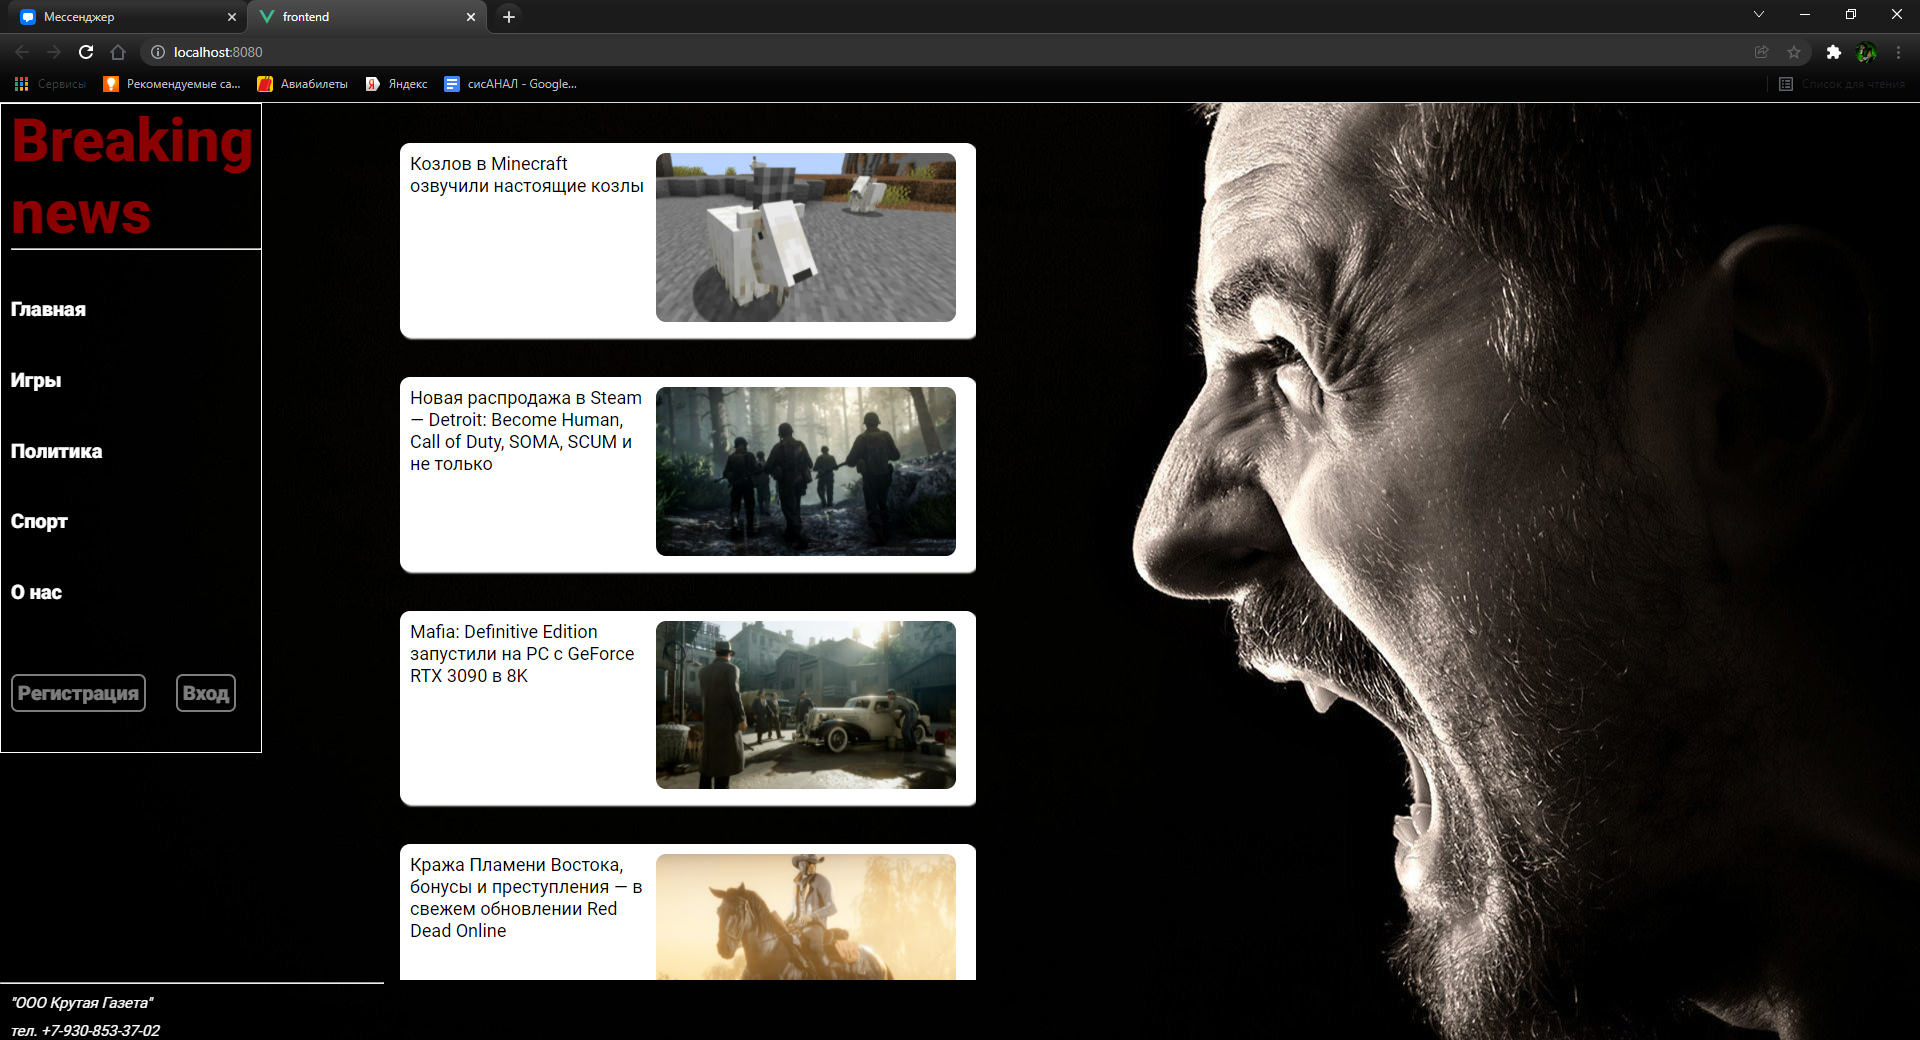 Мессенджер
frontend
localhost:8080
Сервисы
Рекомендуемые са...
Авиабилеты
Яндекс
сисАНАЛ - Google...
Список для чтения
Breaking
news
Главная
Игры
Политика
Спорт
О нас
Регистрация
Вход
Козлов в Minecraft
озвучили настоящие козлы
Новая распродажа в Steam
— Detroit: Become Human,
Call of Duty, SOMA, SCUM и
не только
Mafia: Definitive Edition
запустили на PC с GeForce
RTX 3090 в 8K
Кража Пламени Востока,
бонусы и преступления — в
свежем обновлении Red
Dead Online
"ООО Крутая Газета"
тел. +7-930-853-37-02